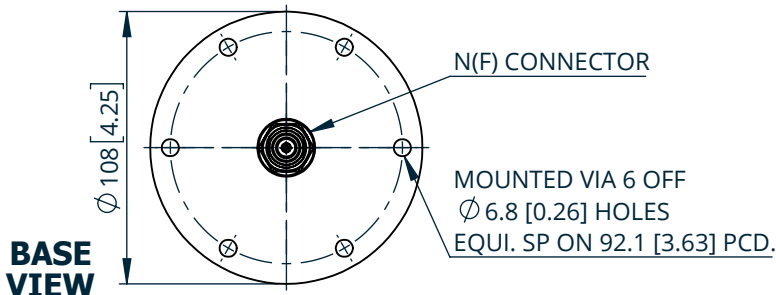 N(F) CONNECTOR
⌀ 108 [4.25]
MOUNTED VIA 6 OFF
⌀ 6.8 [0.26] HOLES
EQUI. SP ON 92.1 [3.63] PCD.
BASE
VIEW